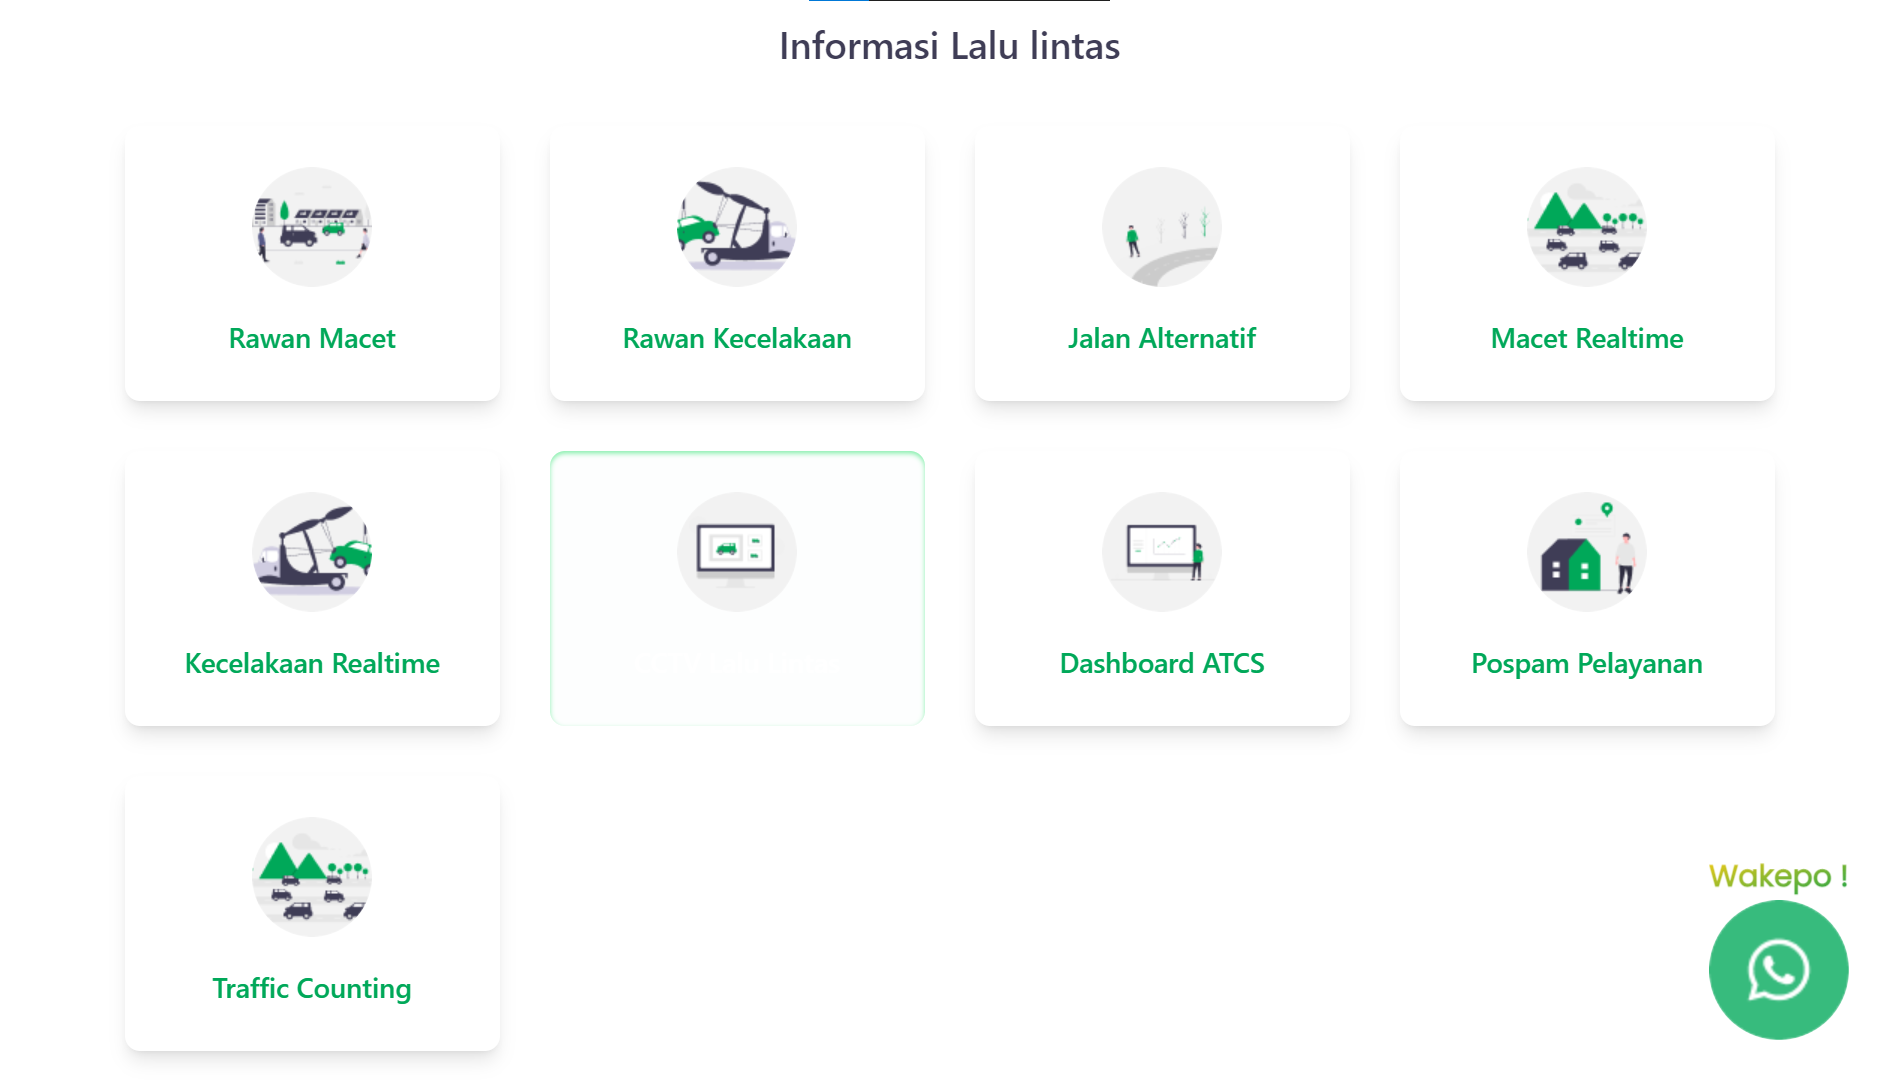 Informasi Lalu lintas
Rawan Macet
Rawan Kecelakaan
Jalan Alternatif
Macet Realtime
Kecelakaan Realtime
Dashboard ATCS
Pospam Pelayanan
Traffic Counting
Wakepo !